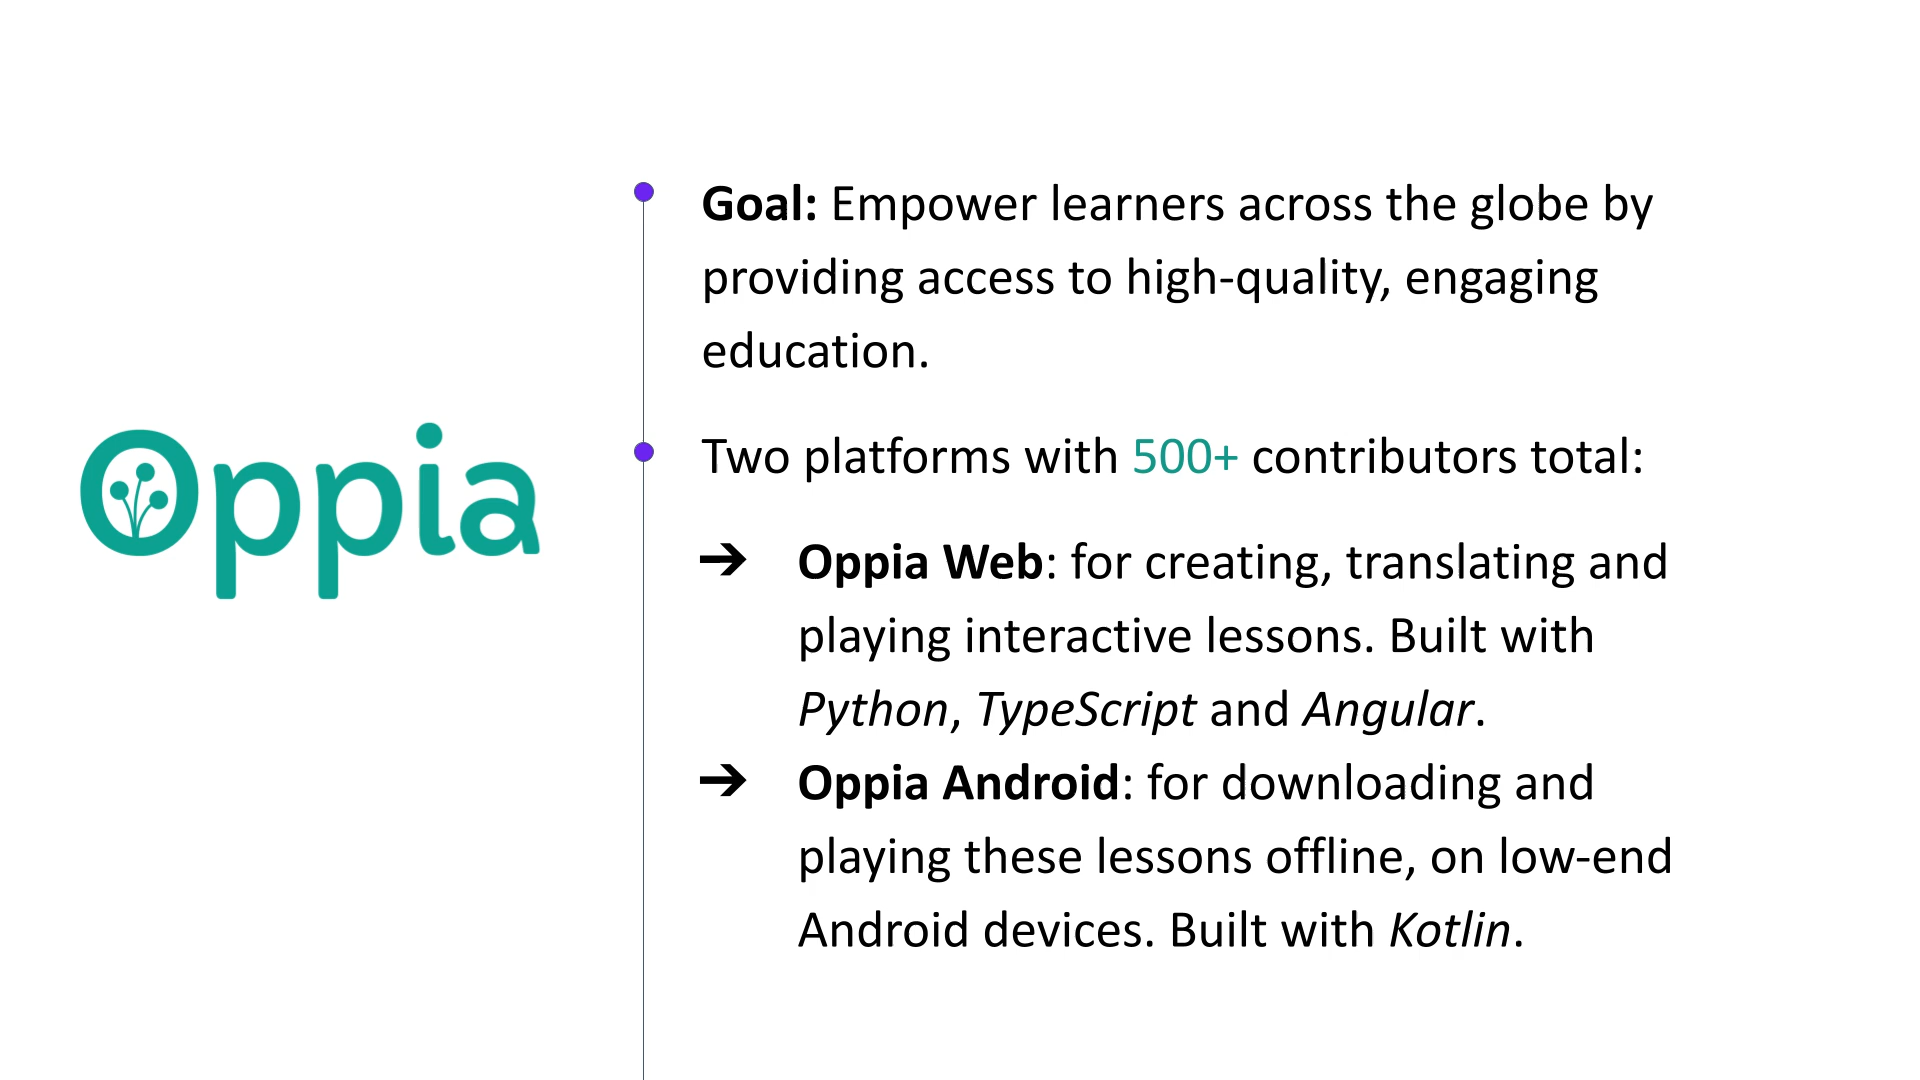 Oppia
Goal: Empower learners across the globe by
providing access to high-quality, engaging
education.
Two platforms with 500+ contributors total:
➔ Oppia Web: for creating, translating and
playing interactive lessons. Built with
Python, TypeScript and Angular.
➔ Oppia Android: for downloading and
playing these lessons offline, on low-end
Android devices. Built with Kotlin.